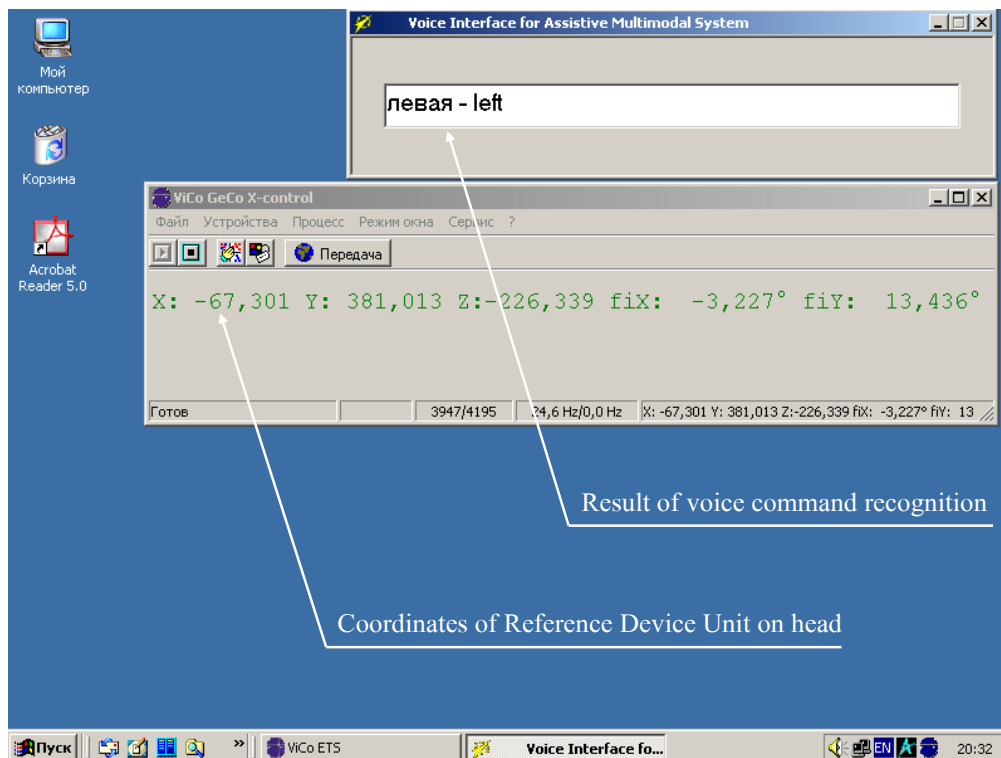 Мой
компьютер
Корзина
Acrobat
Reader 5.0
Voice Interface for Assistive Multimodal System
левая - left
ViCo GeCo X-control
Файл Устройства Процесс Режим окна Сервис ?
Передача
X: -67,301 Y: 381,013 Z:-226,339 fiX: -3,227° fiY: 13,436°
Готов 3947/4195 24,6 Hz/0,0 Hz X: -67,301 Y: 381,013 Z:-226,339 fiX: -3,227° fiY: 13
Result of voice command recognition
Coordinates of Reference Device Unit on head
Пуск » ViCo ETS Voice Interface fo... EN 20:32